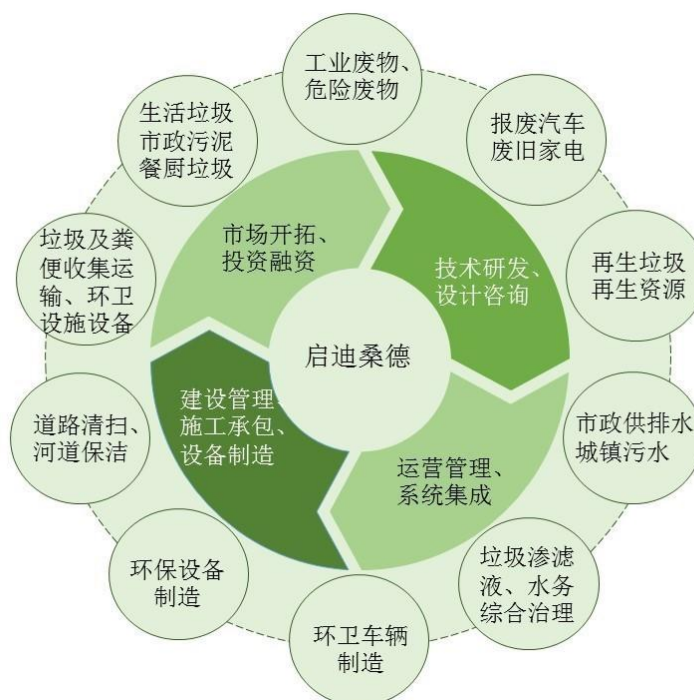 工业废物、
危险废物
报废汽车
废旧家电
再生垃圾
再生资源
市政供排水
城镇污水
垃圾渗滤
液、水务
综合治理
环卫车辆
制造
环保设备
制造
道路清扫、
河道保洁
垃圾及粪
便收集运
输、环卫
设施设备
生活垃圾
市政污泥
餐厨垃圾
市场开拓、
投资融资
技术研发、
设计咨询
运营管理、
系统集成
建设管理、
施工承包、
设备制造
启迪桑德